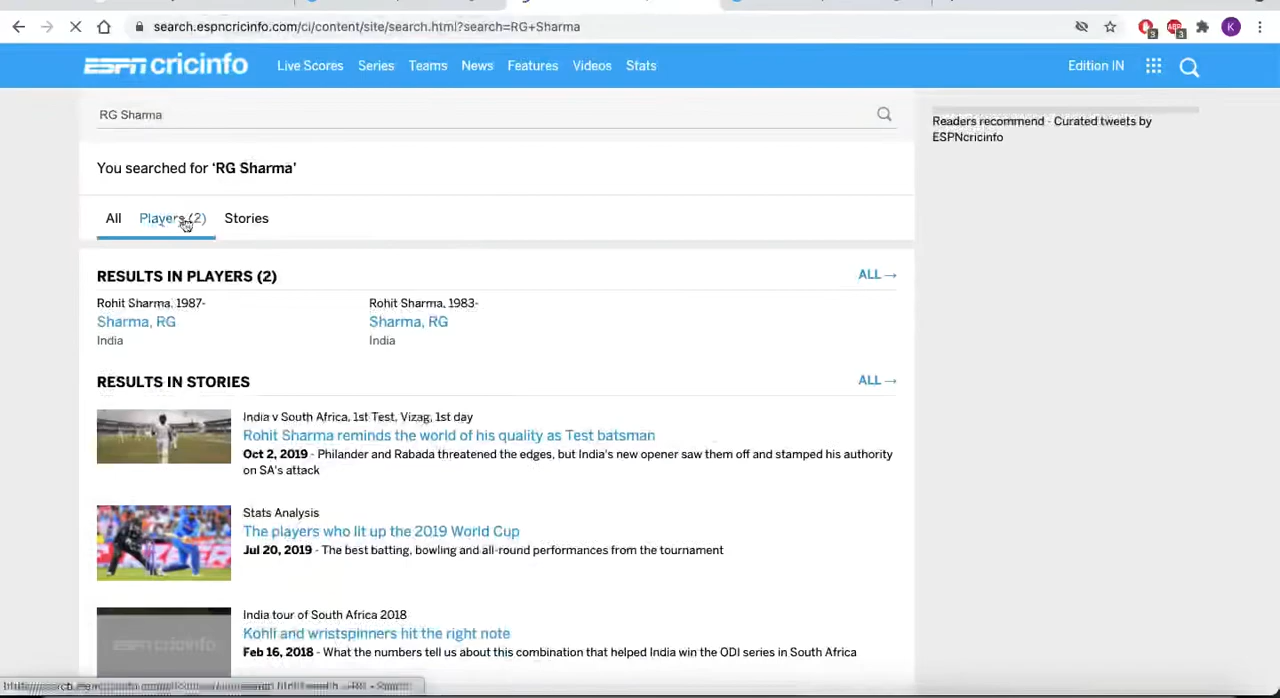 search.espncricinfo.com/ci/content/site/search.html?search=RG+Sharma
3
3
K
ESPN cricinfo
Live Scores
Series
Teams
News
Features
Videos
Stats
Edition IN
RG Sharma
Readers recommend - Curated tweets by
ESPNcricinfo
You searched for ‘RG Sharma’
All
Players (2)
Stories
RESULTS IN PLAYERS (2)
ALL →
Rohit Sharma, 1987-
Sharma, RG
India
Rohit Sharma, 1983-
Sharma, RG
India
RESULTS IN STORIES
ALL →
India v South Africa, 1st Test, Vizag, 1st day
Rohit Sharma reminds the world of his quality as Test batsman
Oct 2, 2019 - Philander and Rabada threatened the edges, but India's new opener saw them off and stamped his authority
on SA's attack
Stats Analysis
The players who lit up the 2019 World Cup
Jul 20, 2019 - The best batting, bowling and all-round performances from the tournament
India tour of South Africa 2018
Kohli and wristspinners hit the right note
ESPN cricinfo
Feb 16, 2018 - What the numbers tell us about this combination that helped India win the ODI series in South Africa